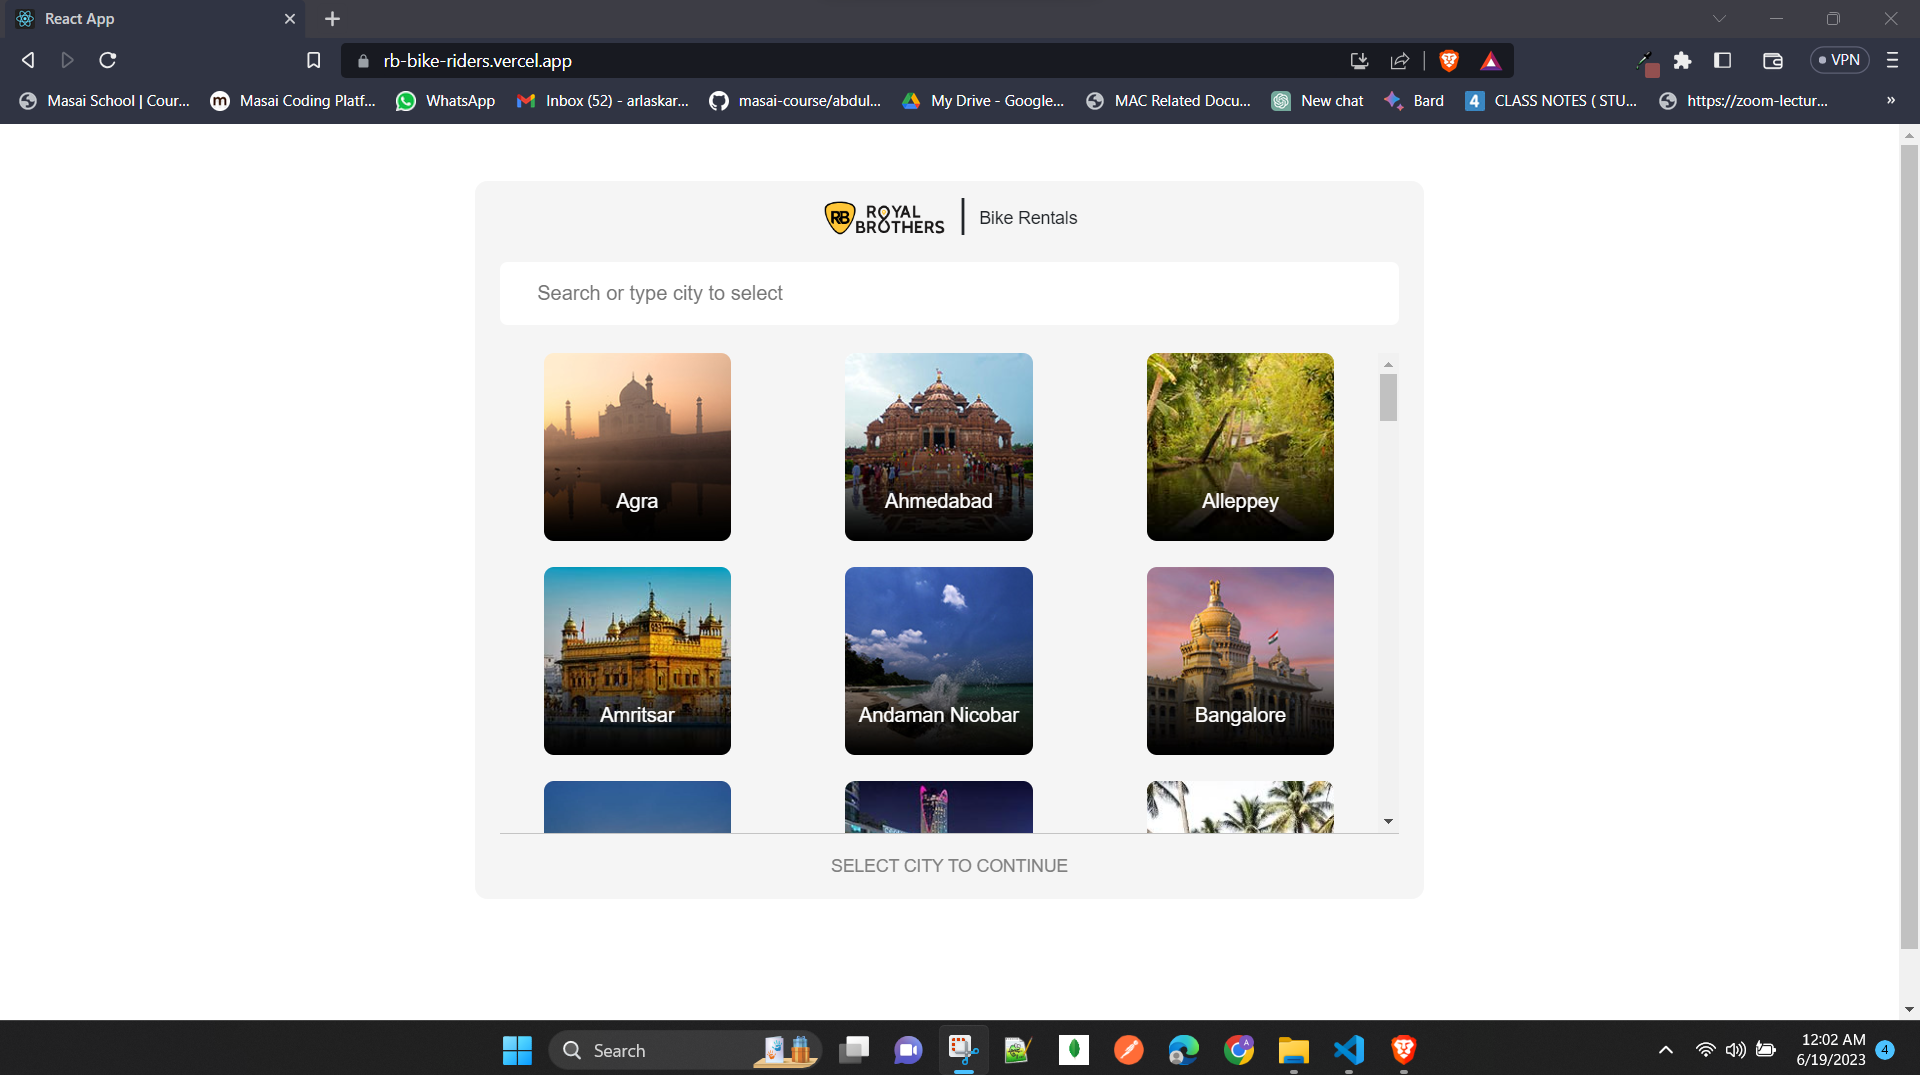 React App
rb-bike-riders.vercel.app
VPN
Masai School | Cour...
Masai Coding Platf...
WhatsApp
Inbox (52) - arlaskar...
masai-course/abdul...
My Drive - Google...
MAC Related Docu...
New chat
Bard
4
CLASS NOTES ( STU...
https://zoom-lectur...
»
RB ROYAL BROTHERS
Bike Rentals
Search or type city to select
Agra
Ahmedabad
Alleppey
Amritsar
Andaman Nicobar
Bangalore
SELECT CITY TO CONTINUE
Search
A
12:02 AM
6/19/2023
4